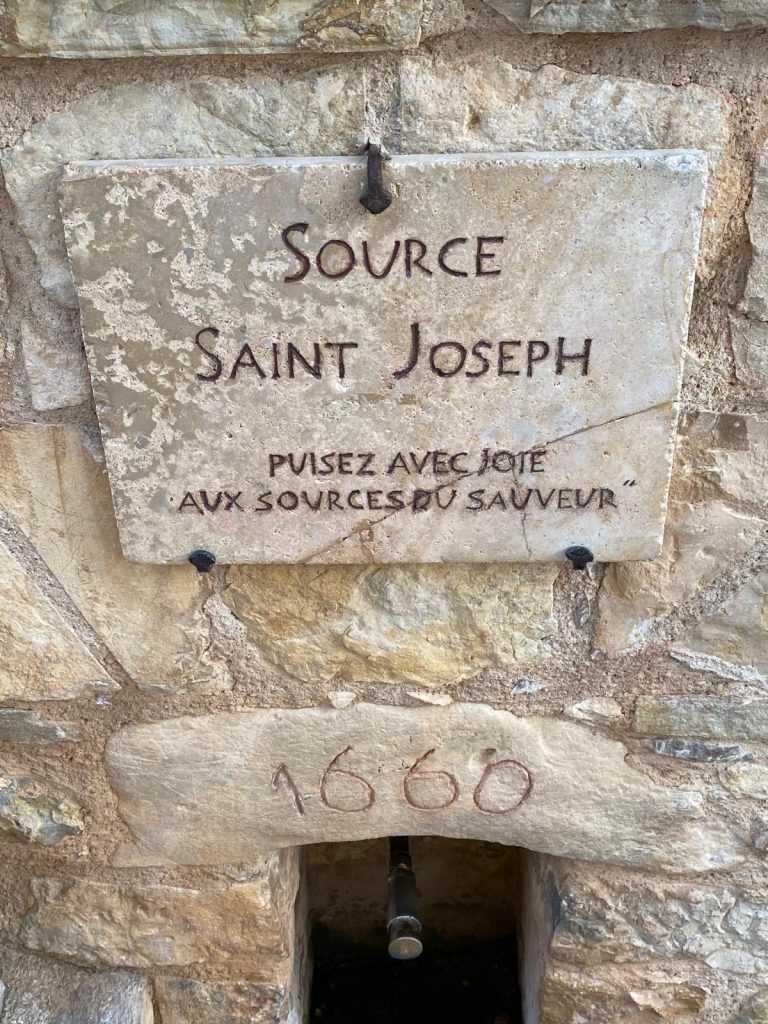 SOURCE
SAINT JOSEPH
PUISEZ AVEC JOIE
AUX SOURCES DU SAUVEUR"
1660